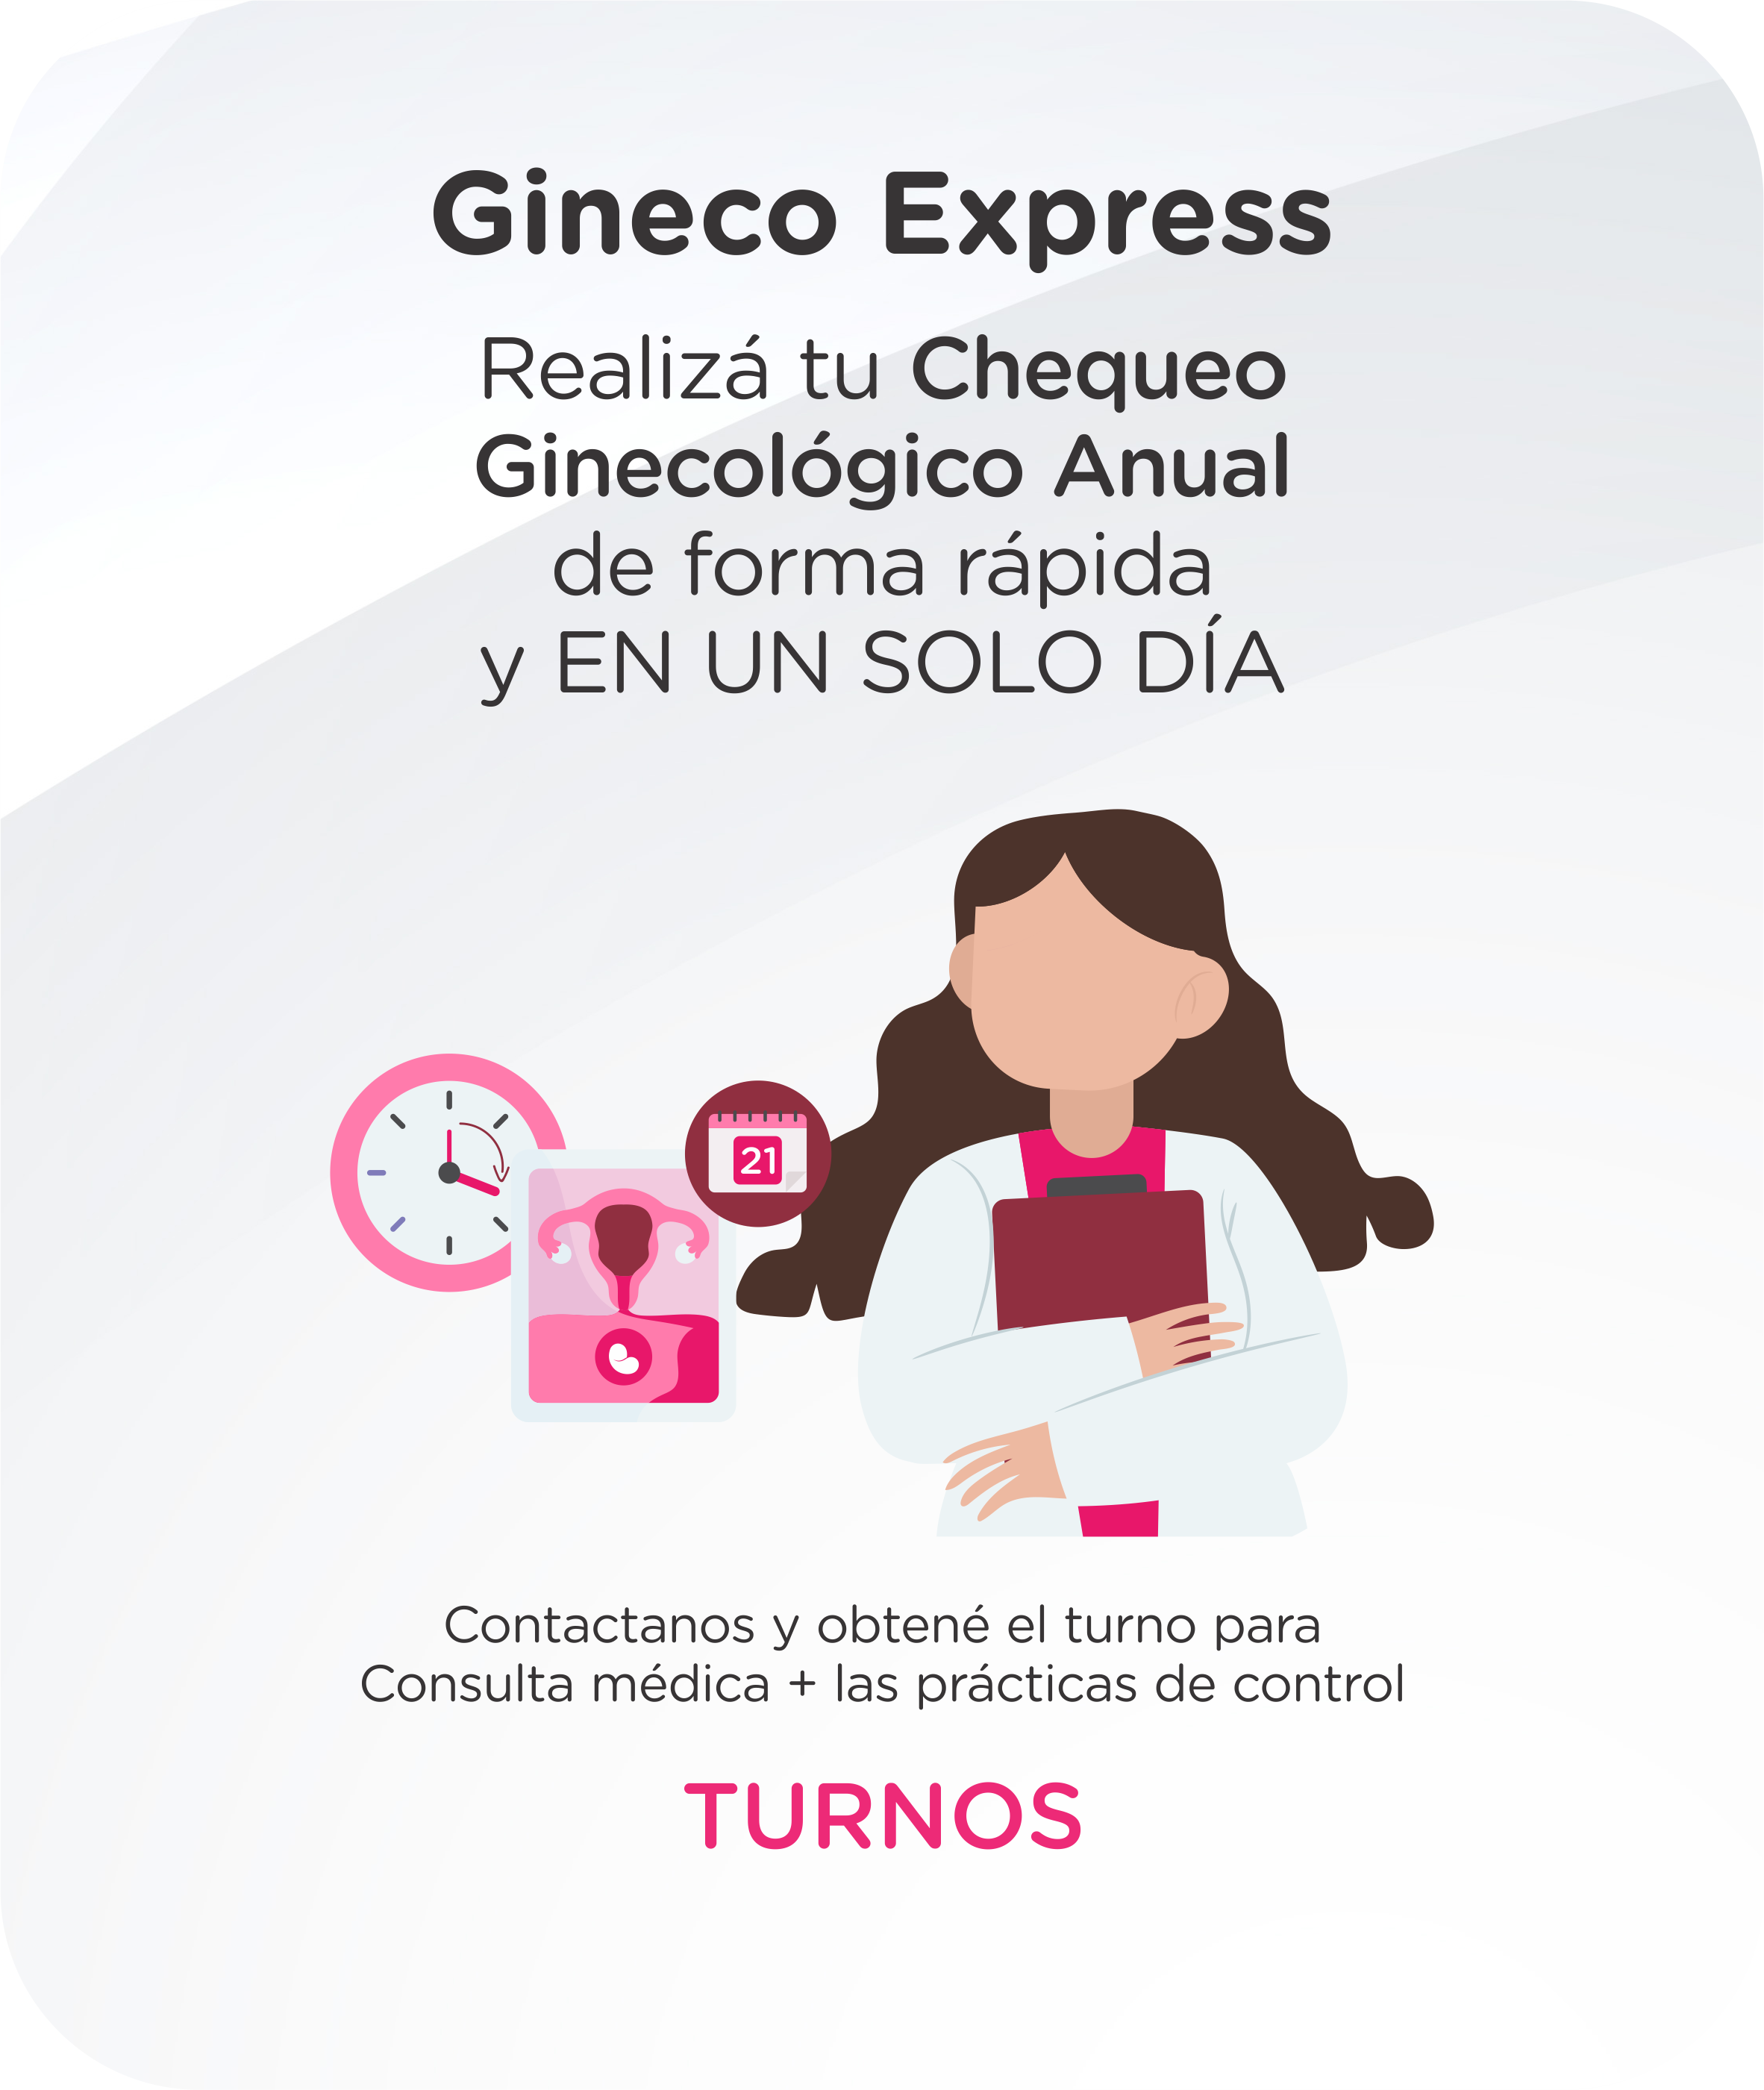 Gineco Express
Realizá tu Chequeo
Ginecológico Anual
de forma rápida
y EN UN SOLO DÍA
21
Contactanos y obtené el turno para
Consulta médica + las prácticas de control
TURNOS